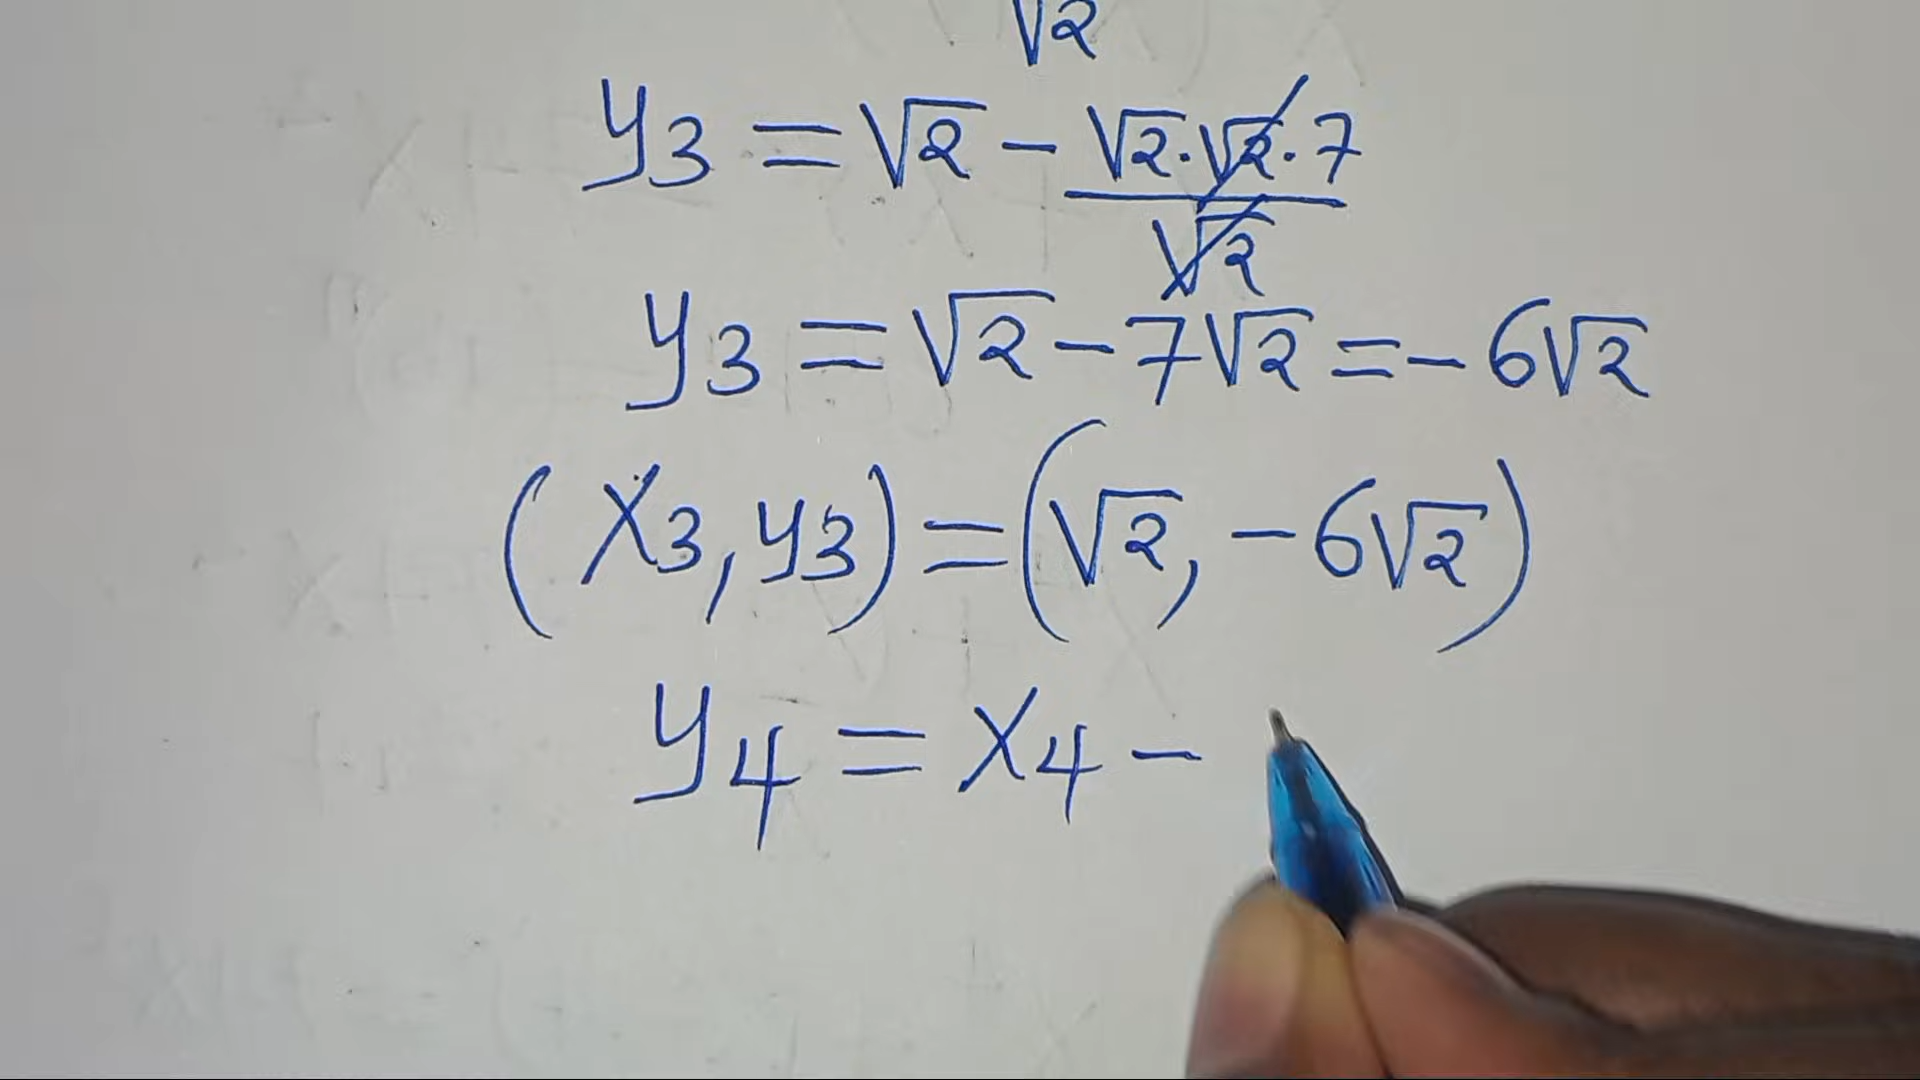 √2
y3 = √2 - √2·√2·7 / √2
y3 = √2 - 7√2 = - 6√2
(x3, y3) = (√2, - 6√2)
y4 = x4 -